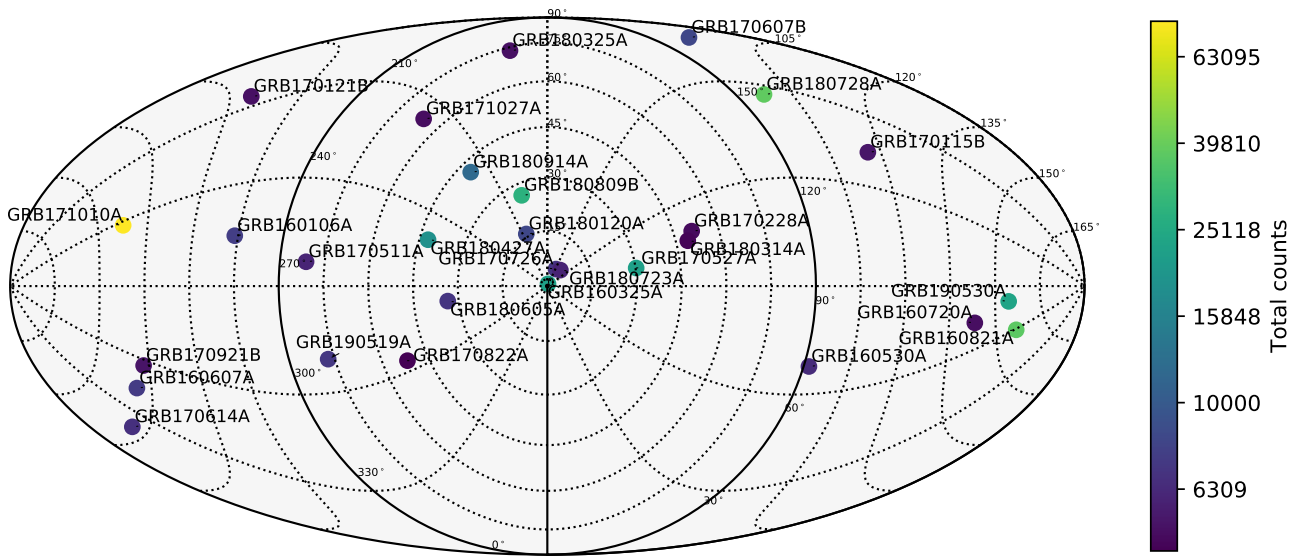 90°
GRB170607B
GRB180325A
75°
105°
210°
GRB170121B
60°
GRB180728A
120°
150°
GRB171027A
45°
135°
GRB170115B
240°
GRB180914A
30°
150°
GRB180809B
120°
GRB171010A
GRB160106A
GRB180120A
GRB170228A
165°
GRB170511A
GRB180427A
GRB180314A
270°
GRB170726A
GRB170527A
GRB180723A
GRB160325A
GRB190530A
90°
GRB180605A
GRB160720A
GRB190519A
GRB160821A
GRB170921B
GRB170822A
GRB160530A
300°
GRB160607A
60°
GRB170614A
330°
30°
0°
63095
39810
25118
15848
10000
6309
Total counts